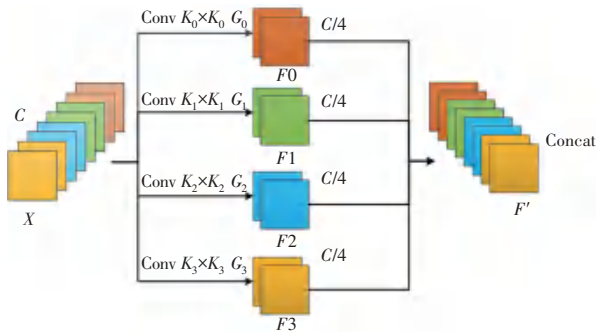 Conv K₀×K₀ G₀
C/4
F0
C
Conv K₁×K₁ G₁
C/4
F1
Concat
Conv K₂×K₂ G₂
C/4
X
F2
F′
Conv K₃×K₃ G₃
C/4
F3